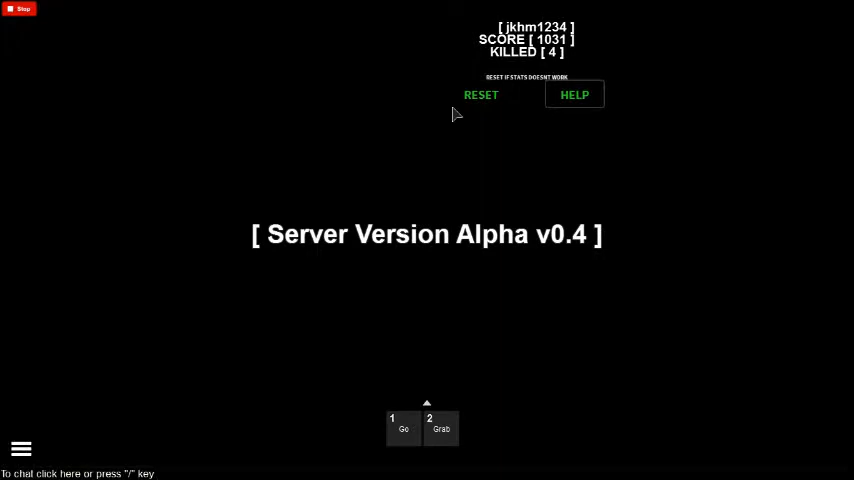 Stop
[ jkhm1234 ]
SCORE [ 1031 ]
KILLED [ 4 ]
RESET IF STATS DOESNT WORK
RESET
HELP
[ Server Version Alpha v0.4 ]
1
Go
2
Grab
To chat click here or press "/" key